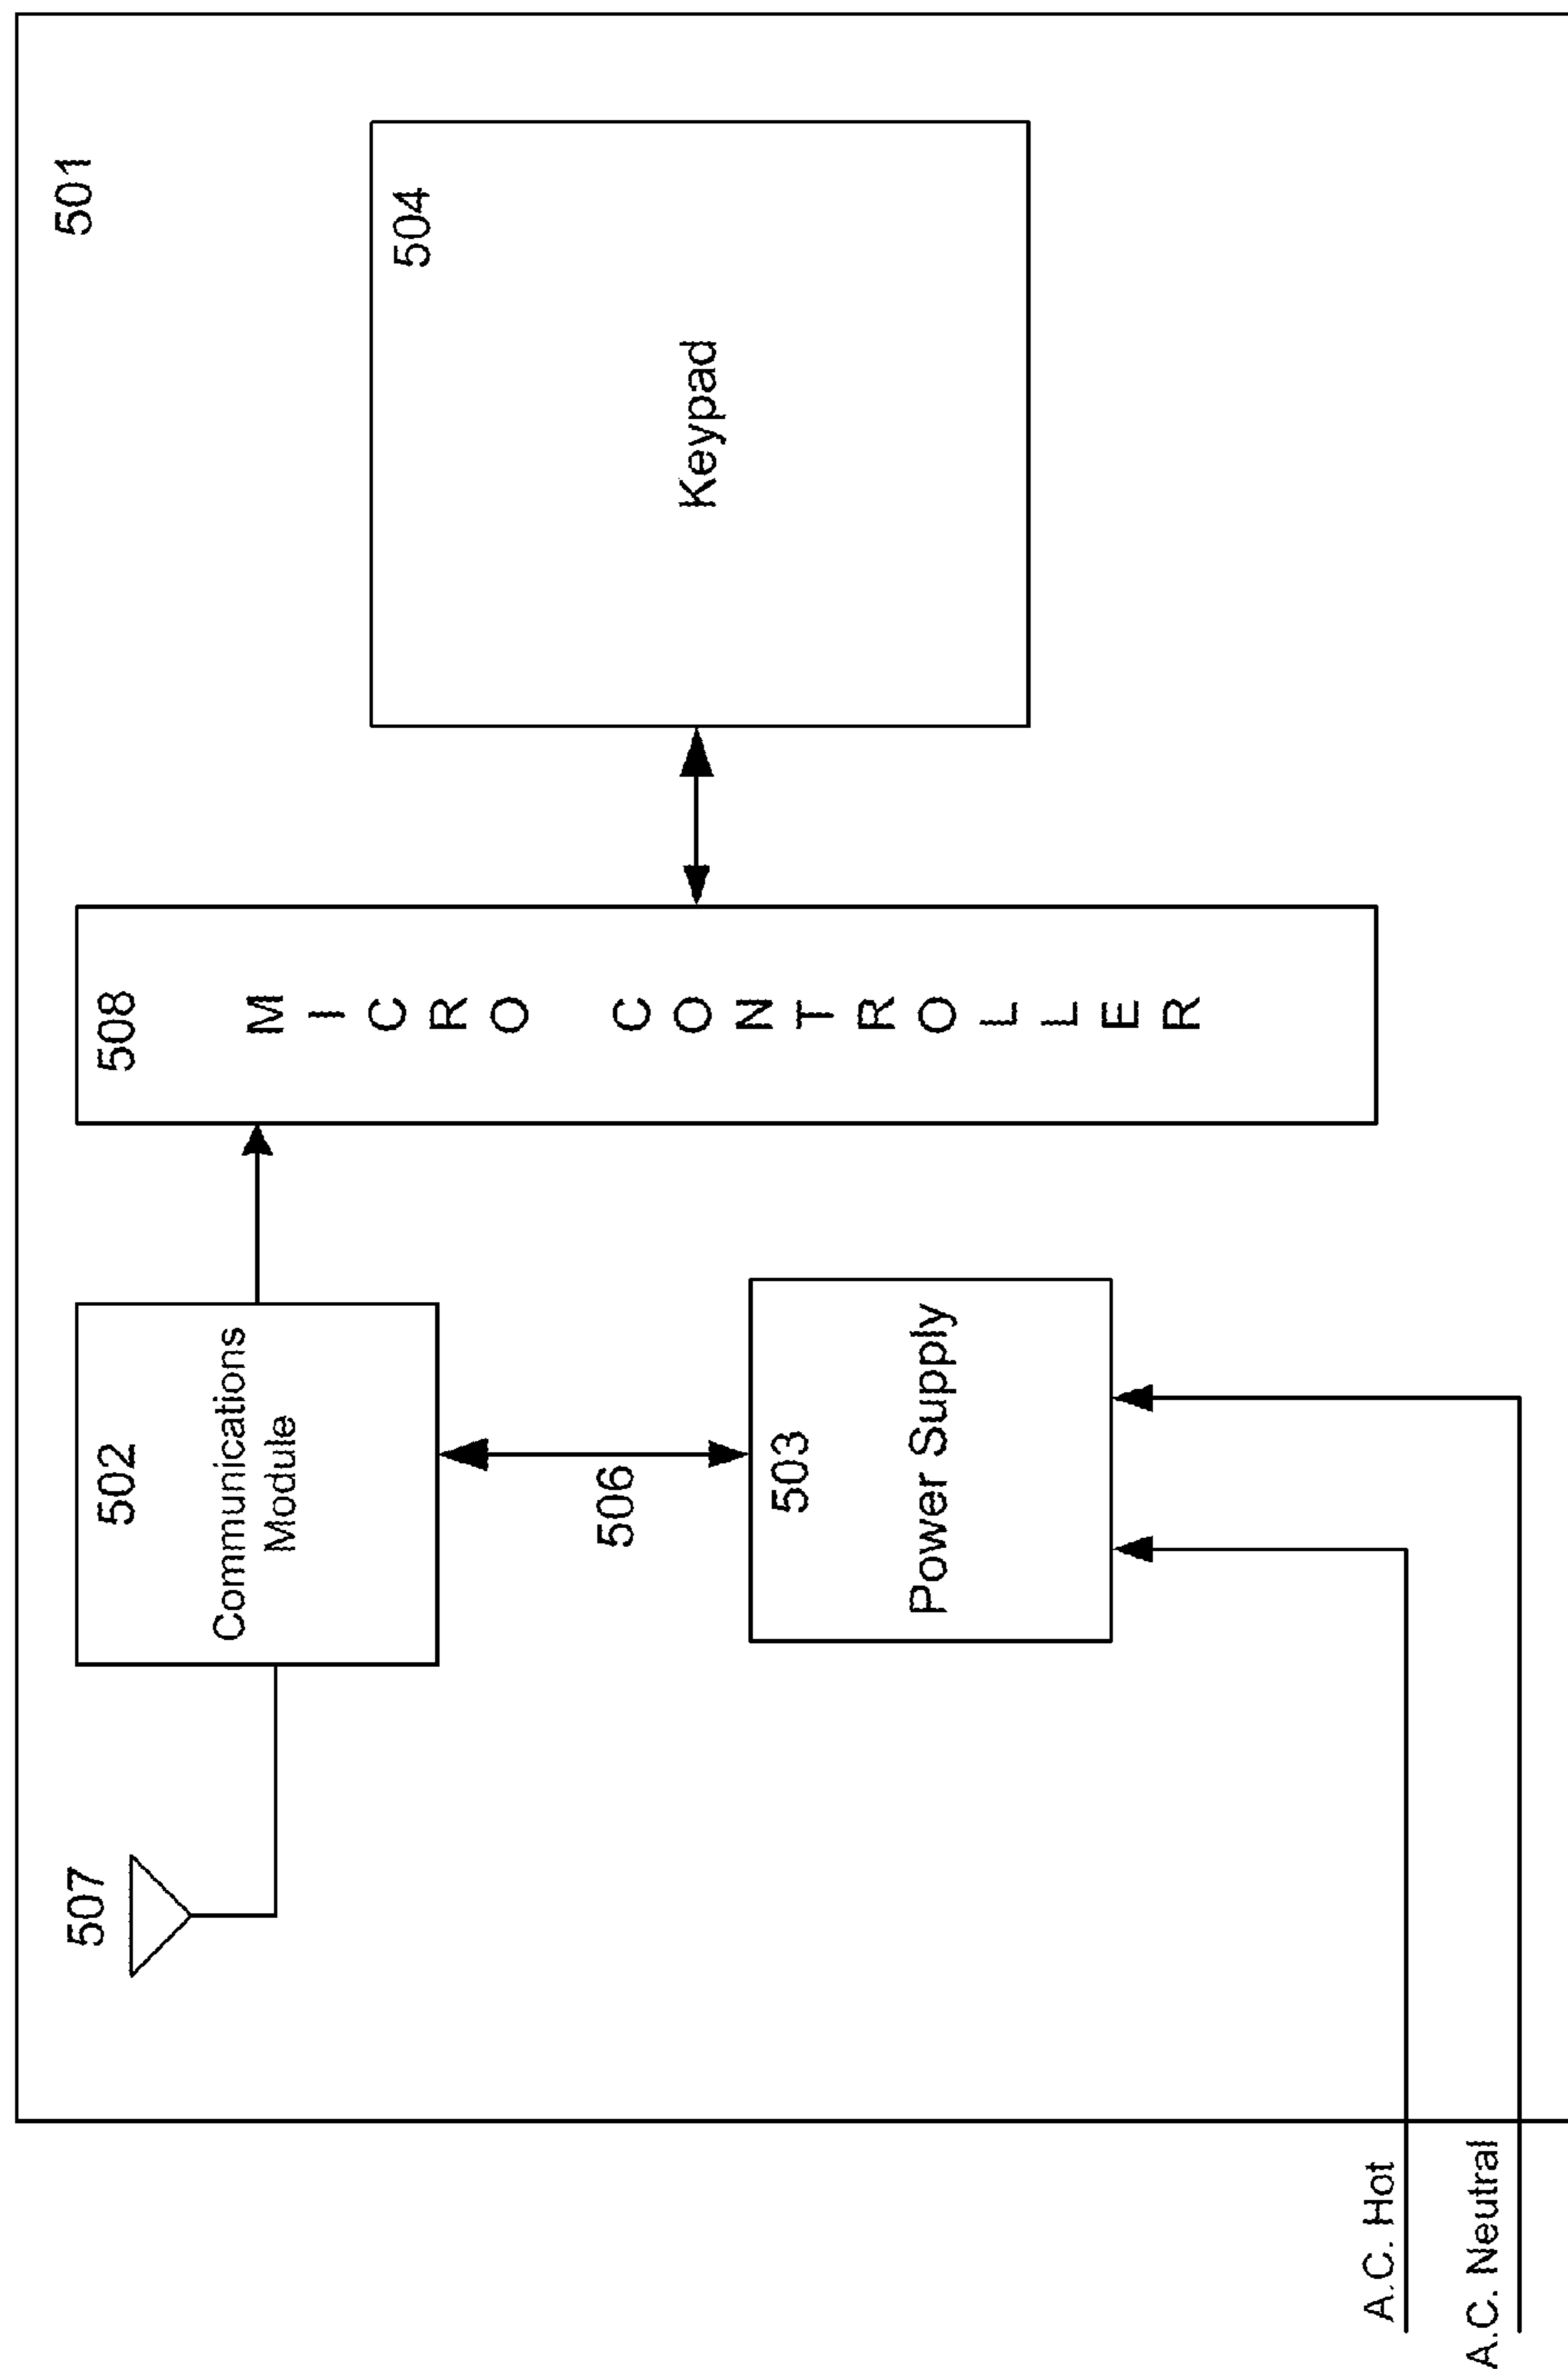 501
507
502
Communications
Module
508
MICRO CONTROLLER
504
Keypad
506
503
Power Supply
A.C. Hot
A.C. Neutral